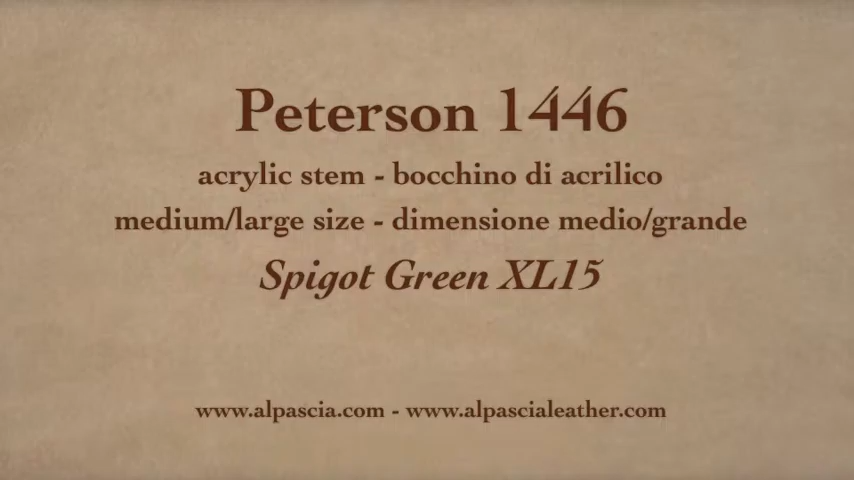 Peterson 1446
acrylic stem - bocchino di acrilico
medium/large size - dimensione medio/grande
Spigot Green XL15
www.alpascia.com - www.alpascialeather.com